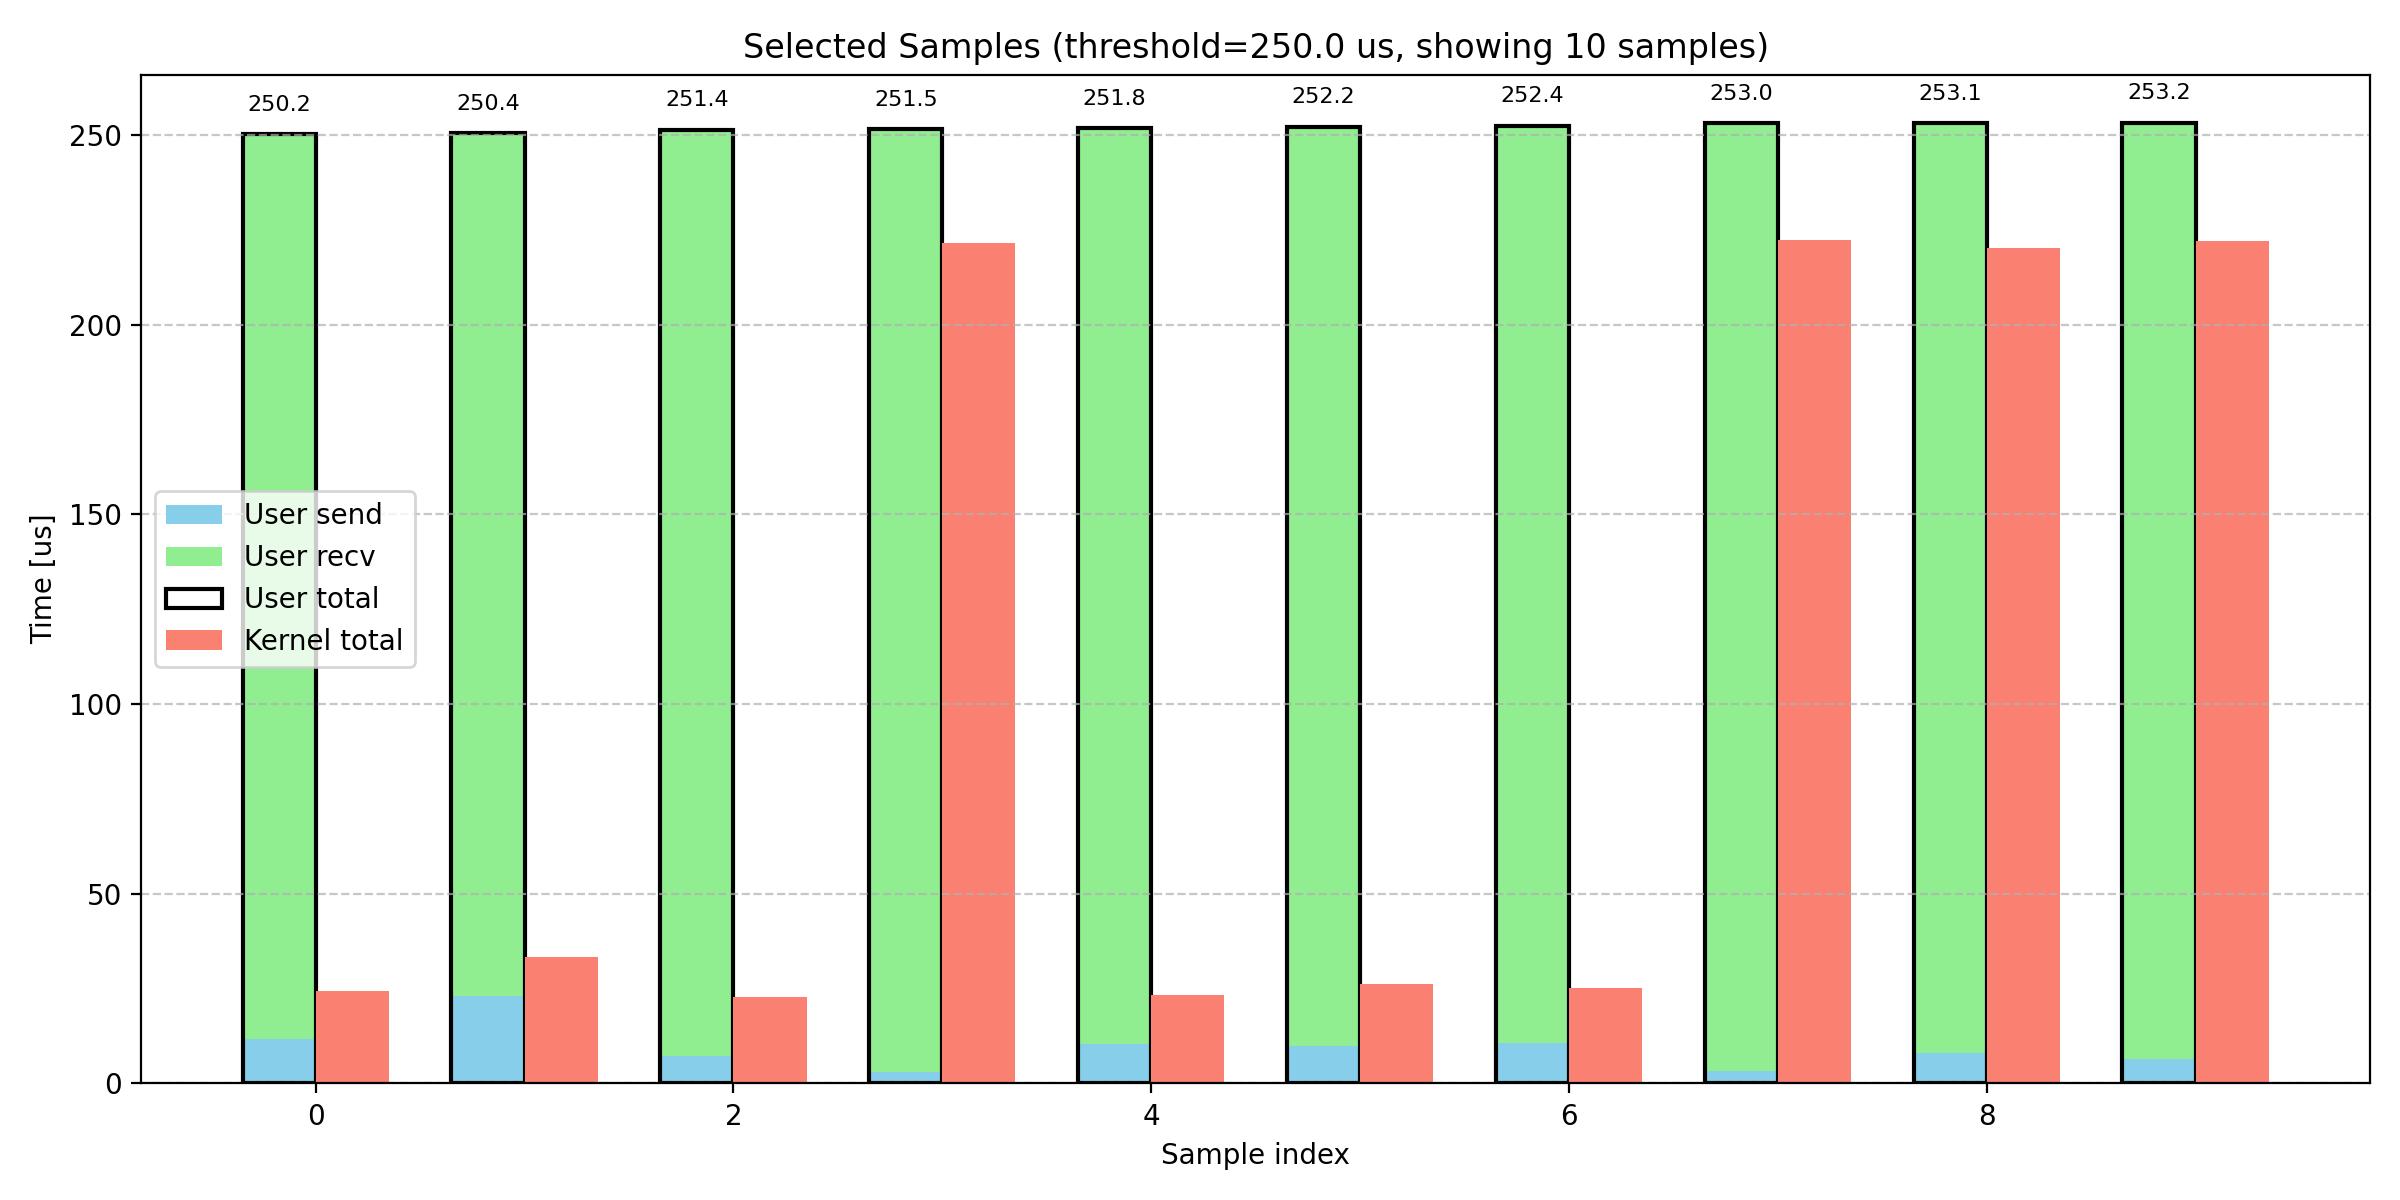 Selected Samples (threshold=250.0 us, showing 10 samples)
250.2 250.4 251.4 251.5 251.8 252.2 252.4 253.0 253.1 253.2
250
200
150
100
50
0
Time [us]
User send
User recv
User total
Kernel total
0 2 4 6 8
Sample index